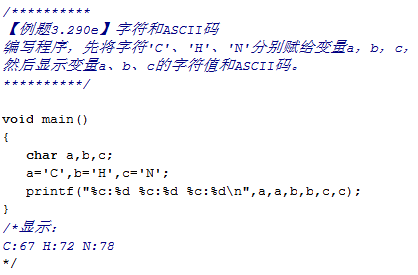 /**********
【例题3.290e】字符和ASCII码
编写程序，先将字符'C'、'H'、'N'分别赋给变量a，b，c，
然后显示变量a、b、c的字符值和ASCII码。
**********/
void main()
{
char a,b,c;
a='C',b='H',c='N';
printf("%c:%d %c:%d %c:%d\n",a,a,b,b,c,c);
}
/*显示：
C:67 H:72 N:78
*/